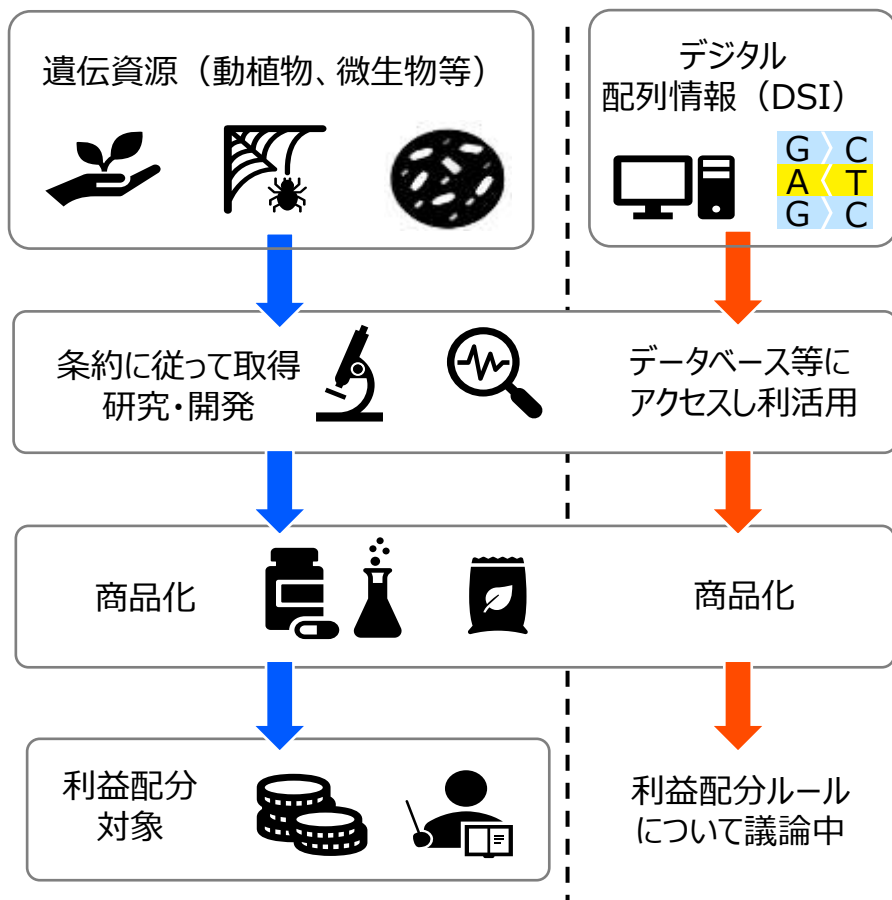 遺伝資源（動植物、微生物等）
デジタル
配列情報（DSI）
G C
A T
G C
条約に従って取得
研究・開発
データベース等に
アクセスし利活用
商品化
商品化
利益配分
対象
利益配分ルール
について議論中